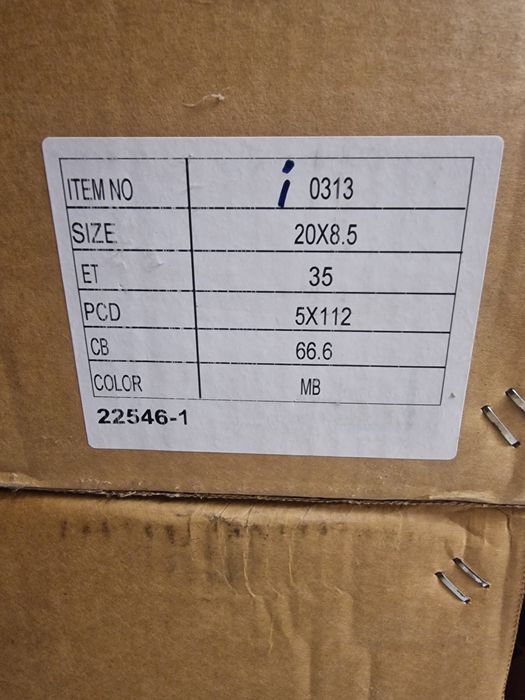 ITEM NO i 0313
SIZE 20X8.5
ET 35
PCD 5X112
CB 66.6
COLOR MB
22546-1